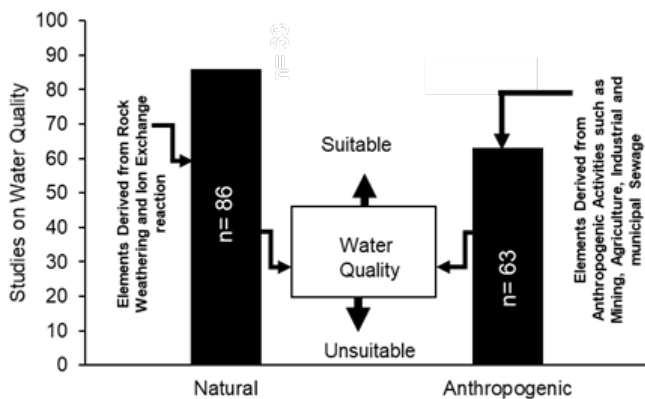 Studies on Water Quality
100
90
80
70
60
50
40
30
20
10
0
Elements Derived from Rock
Weathering and Ion Exchange
reaction
n= 86
Suitable
Water
Quality
Unsuitable
n= 63
Elements Derived from
Anthropogenic Activities such as
Mining, Agriculture, Industrial and
municipal Sewage
Natural
Anthropogenic